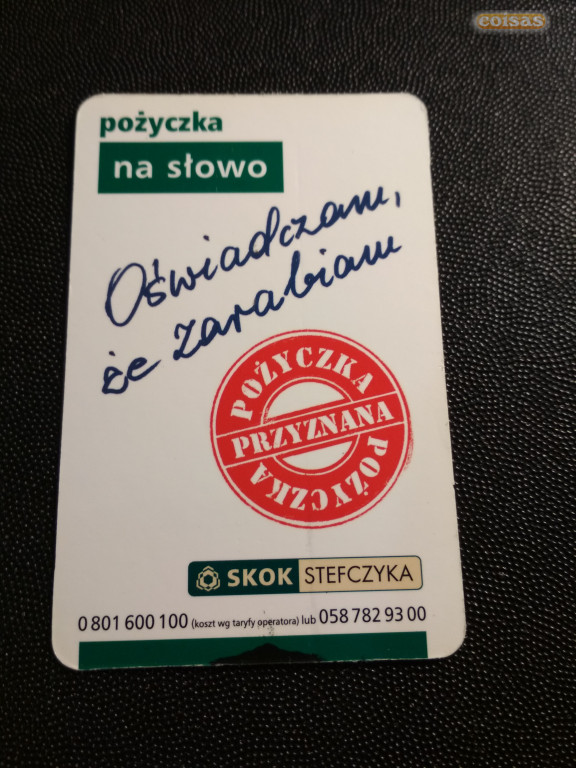 coisas
pożyczka
na słowo
Oświadczam,
że zarabiam
POŻYCZKA
PRZYZNANA
POŻYCZKA
SKOK STEFCZYKA
0 801 600 100 (koszt wg taryfy operatora) lub 058 782 93 00